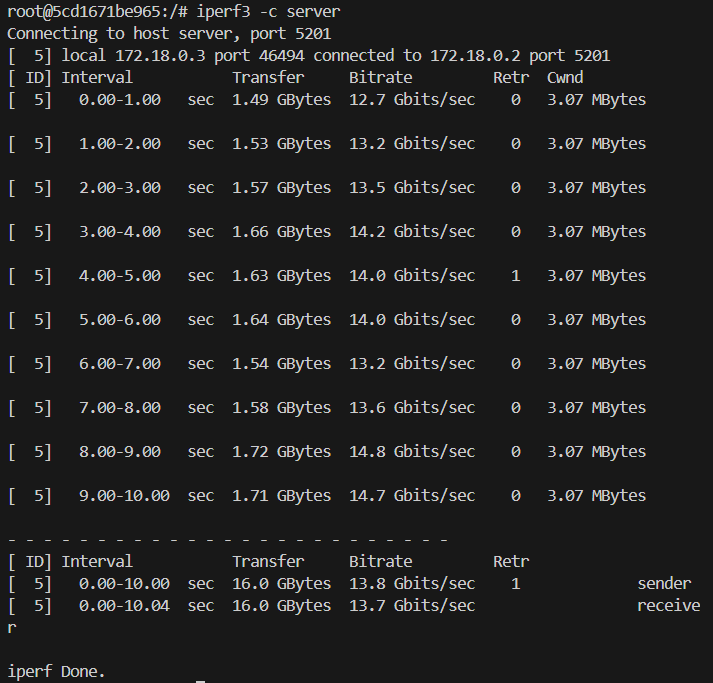 root@5cd1671be965:/# iperf3 -c server
Connecting to host server, port 5201
[  5] local 172.18.0.3 port 46494 connected to 172.18.0.2 port 5201
[ ID] Interval           Transfer     Bitrate         Retr  Cwnd
[  5]   0.00-1.00   sec  1.49 GBytes  12.7 Gbits/sec    0   3.07 MBytes
[  5]   1.00-2.00   sec  1.53 GBytes  13.2 Gbits/sec    0   3.07 MBytes
[  5]   2.00-3.00   sec  1.57 GBytes  13.5 Gbits/sec    0   3.07 MBytes
[  5]   3.00-4.00   sec  1.66 GBytes  14.2 Gbits/sec    0   3.07 MBytes
[  5]   4.00-5.00   sec  1.63 GBytes  14.0 Gbits/sec    1   3.07 MBytes
[  5]   5.00-6.00   sec  1.64 GBytes  14.0 Gbits/sec    0   3.07 MBytes
[  5]   6.00-7.00   sec  1.54 GBytes  13.2 Gbits/sec    0   3.07 MBytes
[  5]   7.00-8.00   sec  1.58 GBytes  13.6 Gbits/sec    0   3.07 MBytes
[  5]   8.00-9.00   sec  1.72 GBytes  14.8 Gbits/sec    0   3.07 MBytes
[  5]   9.00-10.00  sec  1.71 GBytes  14.7 Gbits/sec    0   3.07 MBytes
- - - - - - - - - - - - - - - - - - - - - - - - -
[ ID] Interval           Transfer     Bitrate         Retr
[  5]   0.00-10.00  sec  16.0 GBytes  13.8 Gbits/sec    1             sender
[  5]   0.00-10.04  sec  16.0 GBytes  13.7 Gbits/sec                  receive
r
iperf Done.